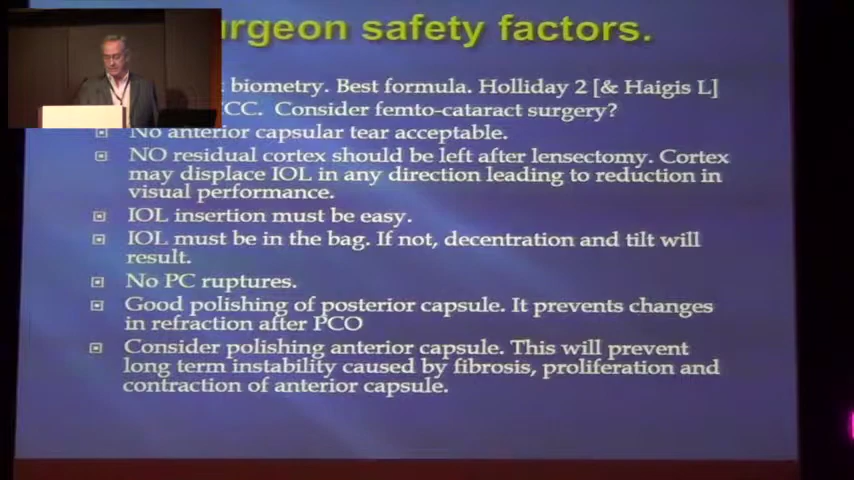 urgeon safety factors.
biometry. Best formula. Holliday 2 [& Haigis L]
CC. Consider femto-cataract surgery?
No anterior capsular tear acceptable.
NO residual cortex should be left after lensectomy. Cortex
may displace IOL in any direction leading to reduction in
visual performance.
IOL insertion must be easy.
IOL must be in the bag. If not, decentration and tilt will
result.
No PC ruptures.
Good polishing of posterior capsule. It prevents changes
in refraction after PCO
Consider polishing anterior capsule. This will prevent
long term instability caused by fibrosis, proliferation and
contraction of anterior capsule.